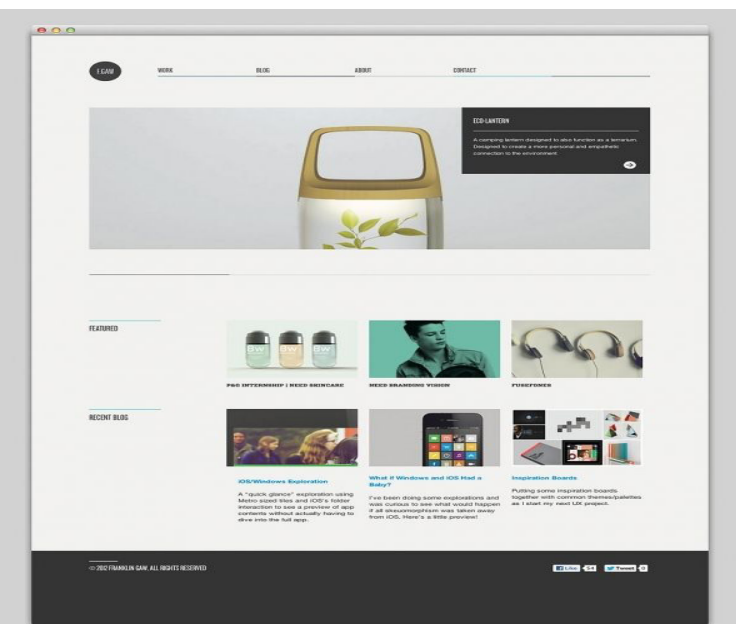 F.GAW
WORK
BLOG
ABOUT
CONTACT
ECO-LANTERN
A camping lantern designed to also function as a terrarium.
Designed to create a more personal and empathetic
connection to the environment
FEATURED
P&G INTERNSHIP | NEED SKINCARE
NEED BRANDING VISION
FUSEFONES
RECENT BLOG
iOS/Windows Exploration
A "quick glance" exploration using
Metro sized tiles and iOS's folder
interaction to see a preview of app
contents without actually having to
dive into the full app.
What if Windows and iOS Had a
Baby?
I've been doing some explorations and
was curious to see what would happen
if all skeuomorphism was taken away
from iOS, Here's a little preview!
Inspiration Boards
Putting some inspiration boards
together with common themes/palettes
as I start my next UX project.
© 2012 FRANKLIN GAW. ALL RIGHTS RESERVED
Like 54
Tweet